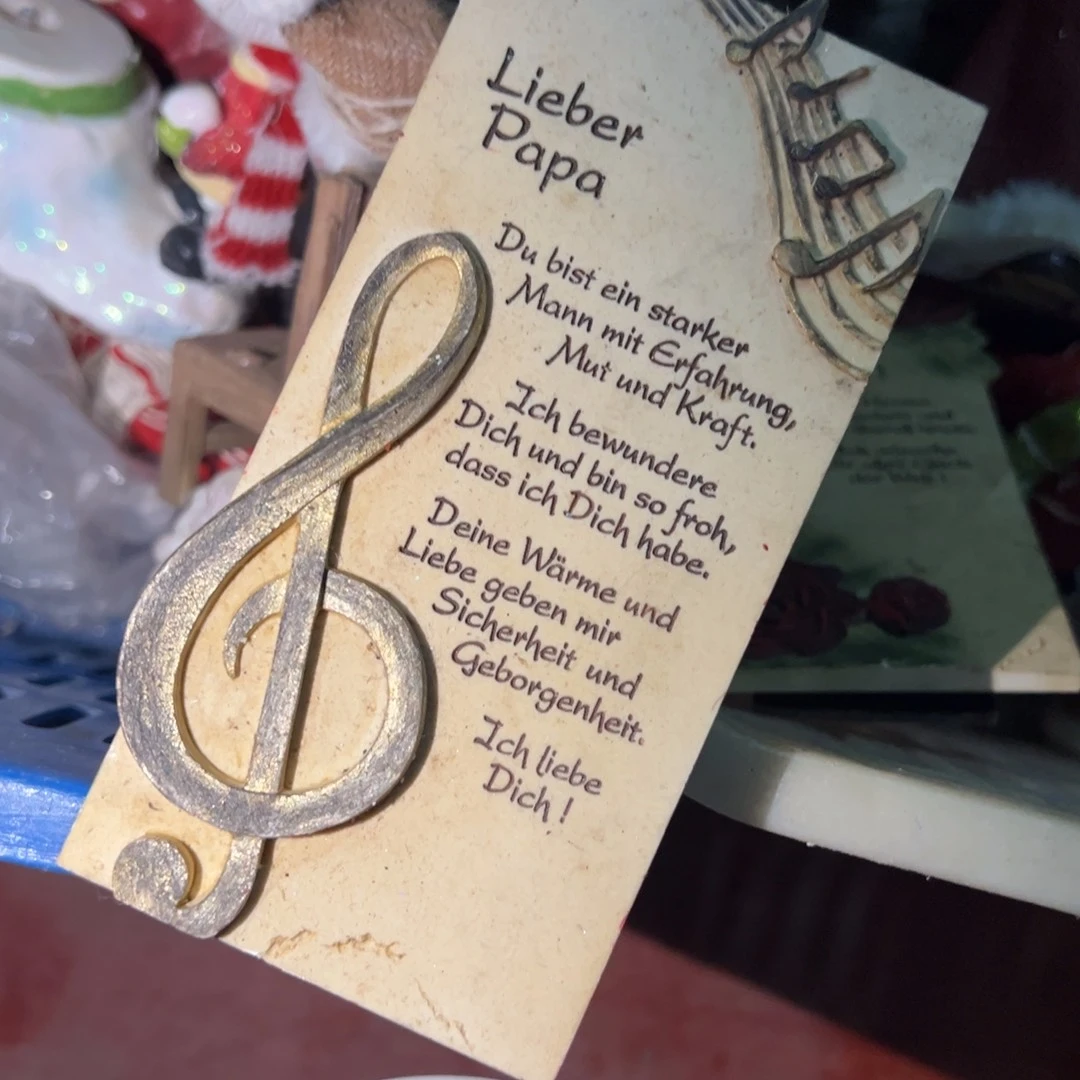 Lieber
Papa
Du bist ein starker
Mann mit Erfahrung,
Mut und Kraft.
Ich bewundere
Dich und bin so froh,
dass ich Dich habe.
Deine Wärme und
Liebe geben mir
Sicherheit und
Geborgenheit.
Ich liebe
Dich !